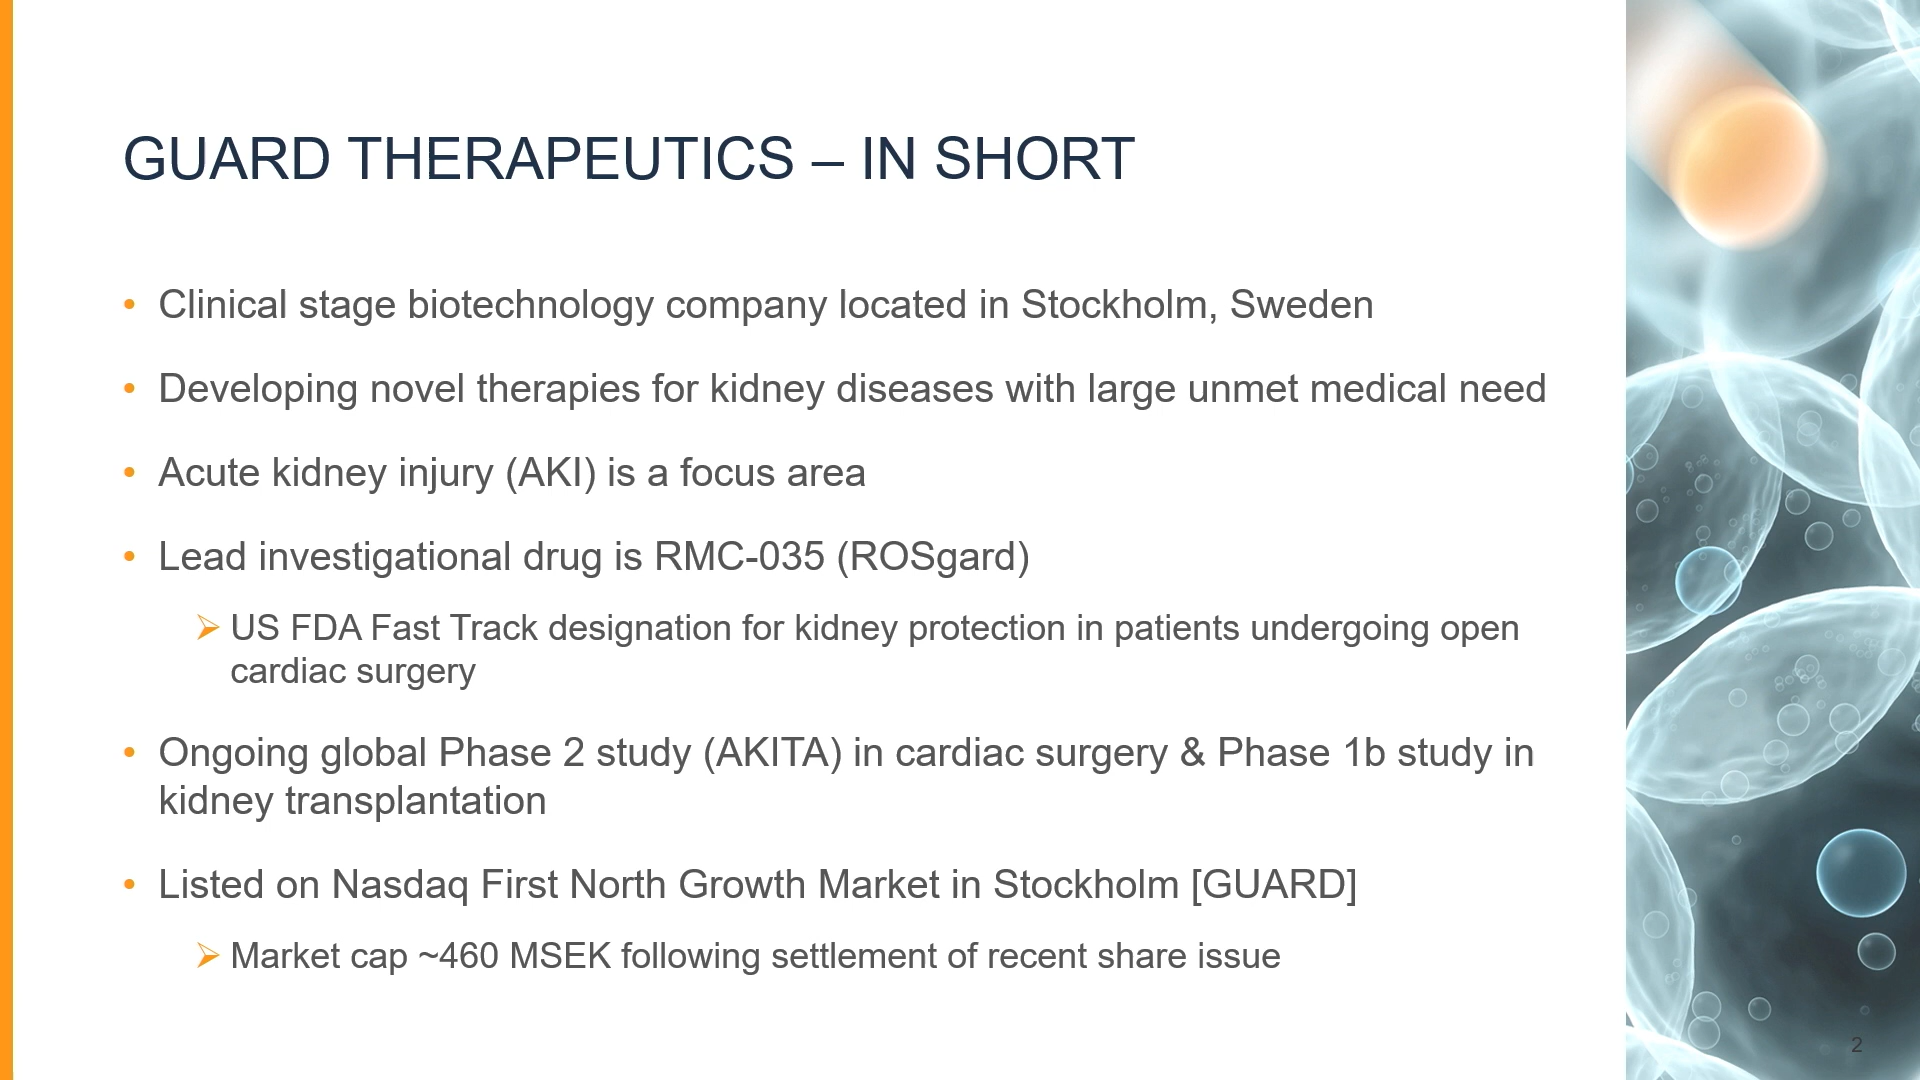 GUARD THERAPEUTICS – IN SHORT
• Clinical stage biotechnology company located in Stockholm, Sweden
• Developing novel therapies for kidney diseases with large unmet medical need
• Acute kidney injury (AKI) is a focus area
• Lead investigational drug is RMC-035 (ROSgard)
➢ US FDA Fast Track designation for kidney protection in patients undergoing open
cardiac surgery
• Ongoing global Phase 2 study (AKITA) in cardiac surgery & Phase 1b study in
kidney transplantation
• Listed on Nasdaq First North Growth Market in Stockholm [GUARD]
➢ Market cap ~460 MSEK following settlement of recent share issue
2